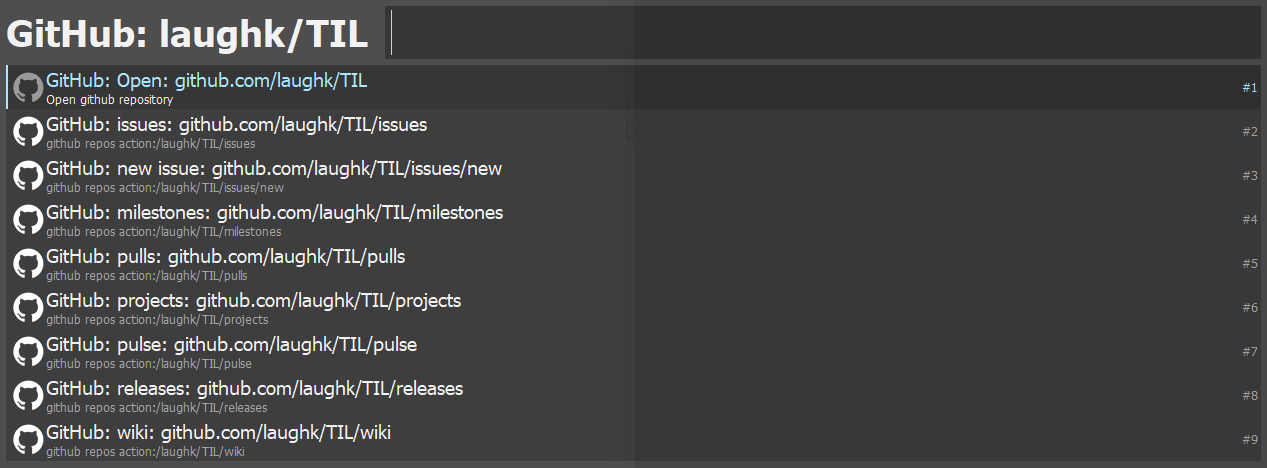 GitHub: laughk/TIL
GitHub: Open: github.com/laughk/TIL
Open github repository
#1
GitHub: issues: github.com/laughk/TIL/issues
github repos action:/laughk/TIL/issues
#2
GitHub: new issue: github.com/laughk/TIL/issues/new
github repos action:/laughk/TIL/issues/new
#3
GitHub: milestones: github.com/laughk/TIL/milestones
github repos action:/laughk/TIL/milestones
#4
GitHub: pulls: github.com/laughk/TIL/pulls
github repos action:/laughk/TIL/pulls
#5
GitHub: projects: github.com/laughk/TIL/projects
github repos action:/laughk/TIL/projects
#6
GitHub: pulse: github.com/laughk/TIL/pulse
github repos action:/laughk/TIL/pulse
#7
GitHub: releases: github.com/laughk/TIL/releases
github repos action:/laughk/TIL/releases
#8
GitHub: wiki: github.com/laughk/TIL/wiki
github repos action:/laughk/TIL/wiki
#9